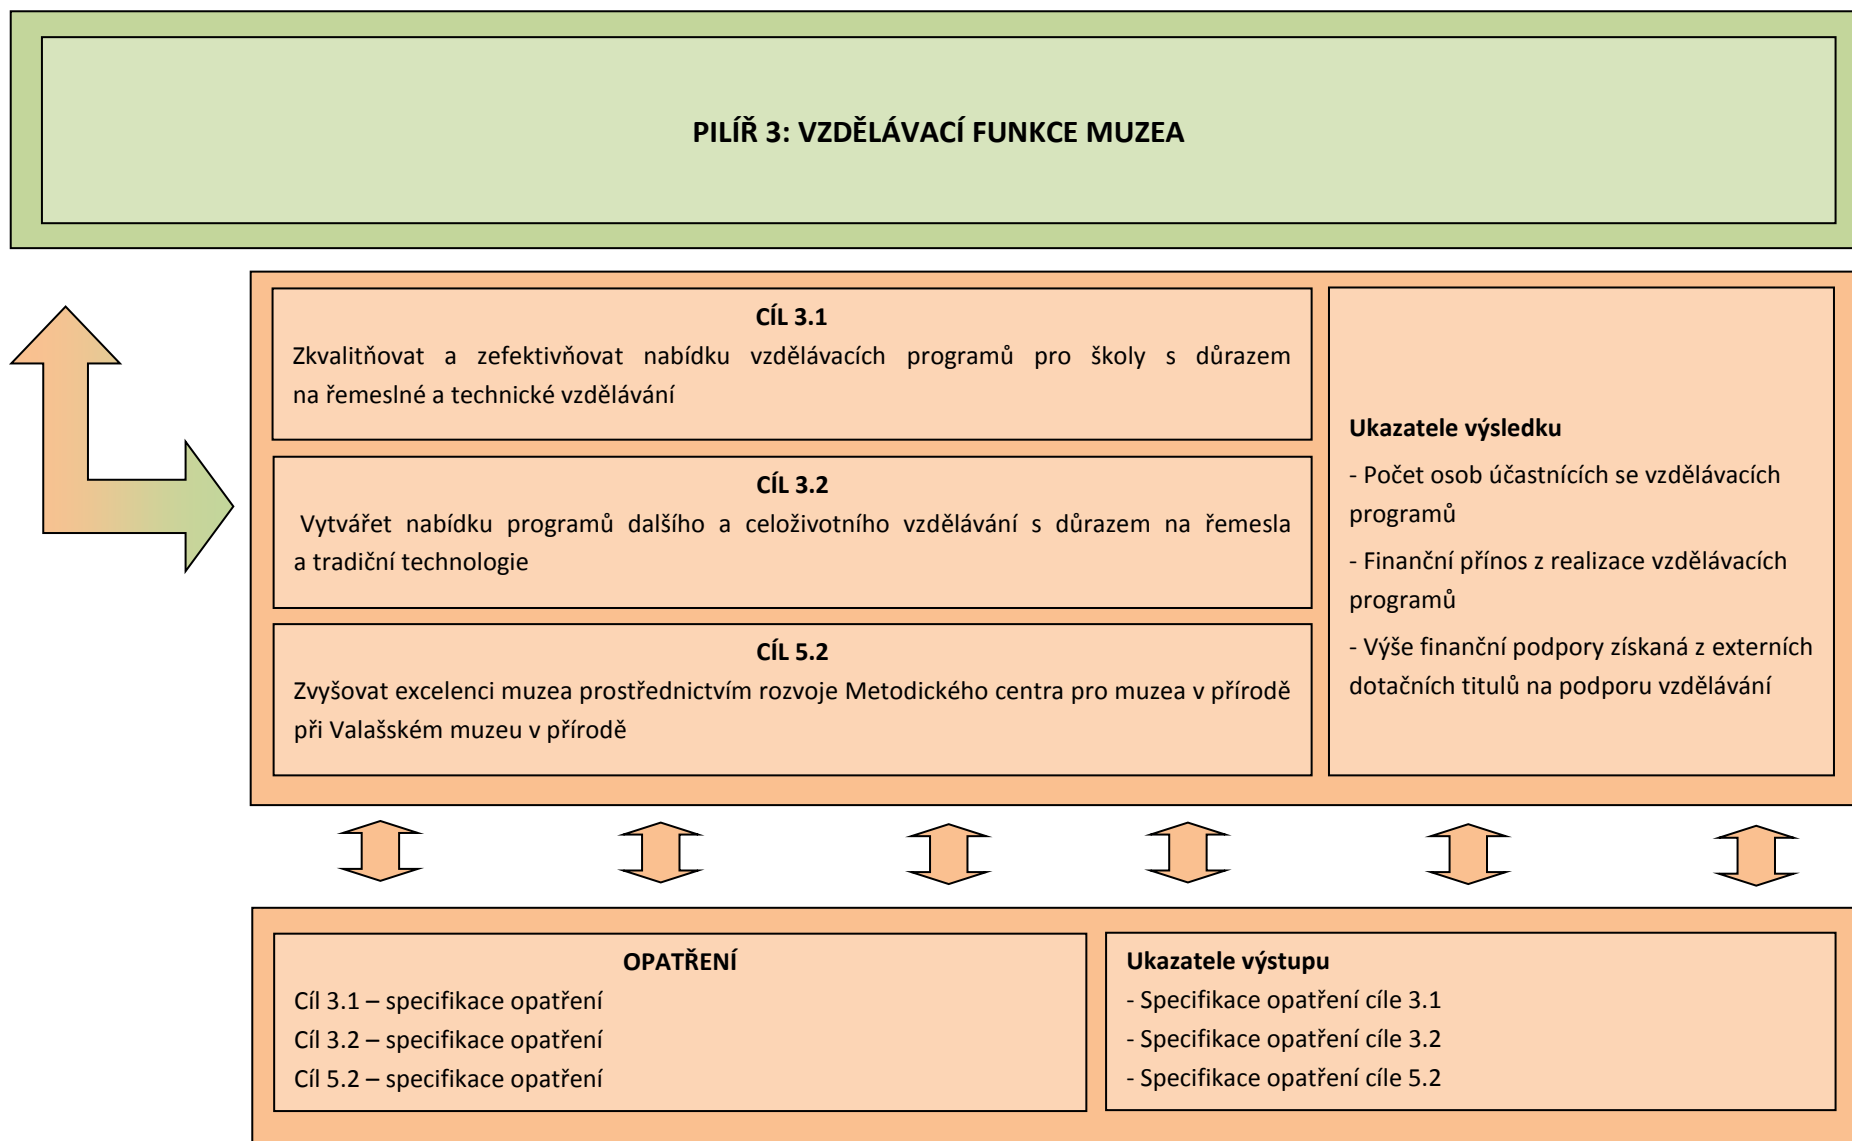 PILÍŘ 3: VZDĚLÁVACÍ FUNKCE MUZEA
CÍL 3.1
Zkvalitňovat a zefektivňovat nabídku vzdělávacích programů pro školy s důrazem
na řemeslné a technické vzdělávání
CÍL 3.2
Vytvářet nabídku programů dalšího a celoživotního vzdělávání s důrazem na řemesla
a tradiční technologie
CÍL 5.2
Zvyšovat excelenci muzea prostřednictvím rozvoje Metodického centra pro muzea v přírodě
při Valašském muzeu v přírodě
Ukazatele výsledku
- Počet osob účastnících se vzdělávacích
programů
- Finanční přínos z realizace vzdělávacích
programů
- Výše finanční podpory získaná z externích
dotačních titulů na podporu vzdělávání
OPATŘENÍ
Cíl 3.1 – specifikace opatření
Cíl 3.2 – specifikace opatření
Cíl 5.2 – specifikace opatření
Ukazatele výstupu
- Specifikace opatření cíle 3.1
- Specifikace opatření cíle 3.2
- Specifikace opatření cíle 5.2